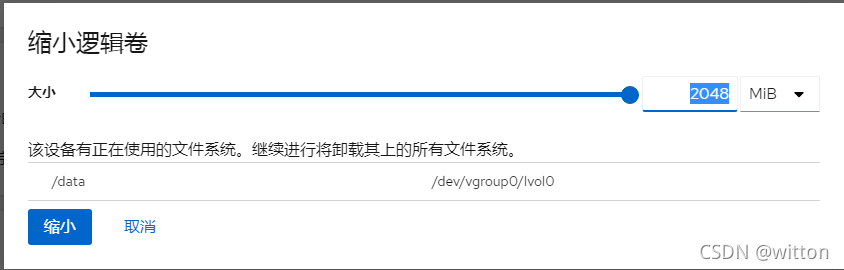 缩小逻辑卷
大小 2048 MiB
该设备有正在使用的文件系统。继续进行将卸载其上的所有文件系统。
/data /dev/vgroup0/lvol0
缩小 取消
CSDN @witton